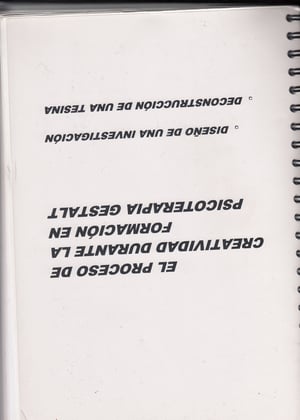 EL PROCESO DE
CREATIVIDAD DURANTE LA
FORMACIÓN EN
PSICOTERAPIA GESTALT
° DISEÑO DE UNA INVESTIGACIÓN
° DECONSTRUCCIÓN DE UNA TESINA